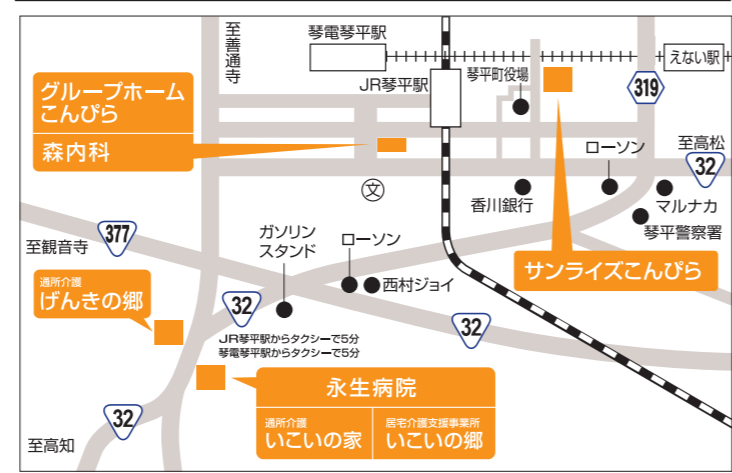 至善通寺
琴電琴平駅
えない駅
JR琴平駅
琴平町役場
319
グループホーム
こんぴら
森内科
ローソン
至高松
32
文
香川銀行
マルナカ
琴平警察署
377
至観音寺
ガソリン
スタンド
ローソン
西村ジョイ
サンライズこんぴら
通所介護
げんきの郷
32
32
JR琴平駅からタクシーで5分
琴電琴平駅からタクシーで5分
永生病院
通所介護
いこいの家
居宅介護支援事業所
いこいの郷
32
至高知